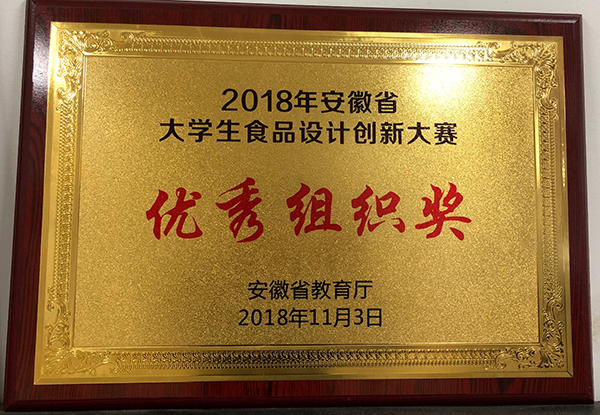 2018年安徽省
大学生食品设计创新大赛
优秀组织奖
安徽省教育厅
2018年11月3日